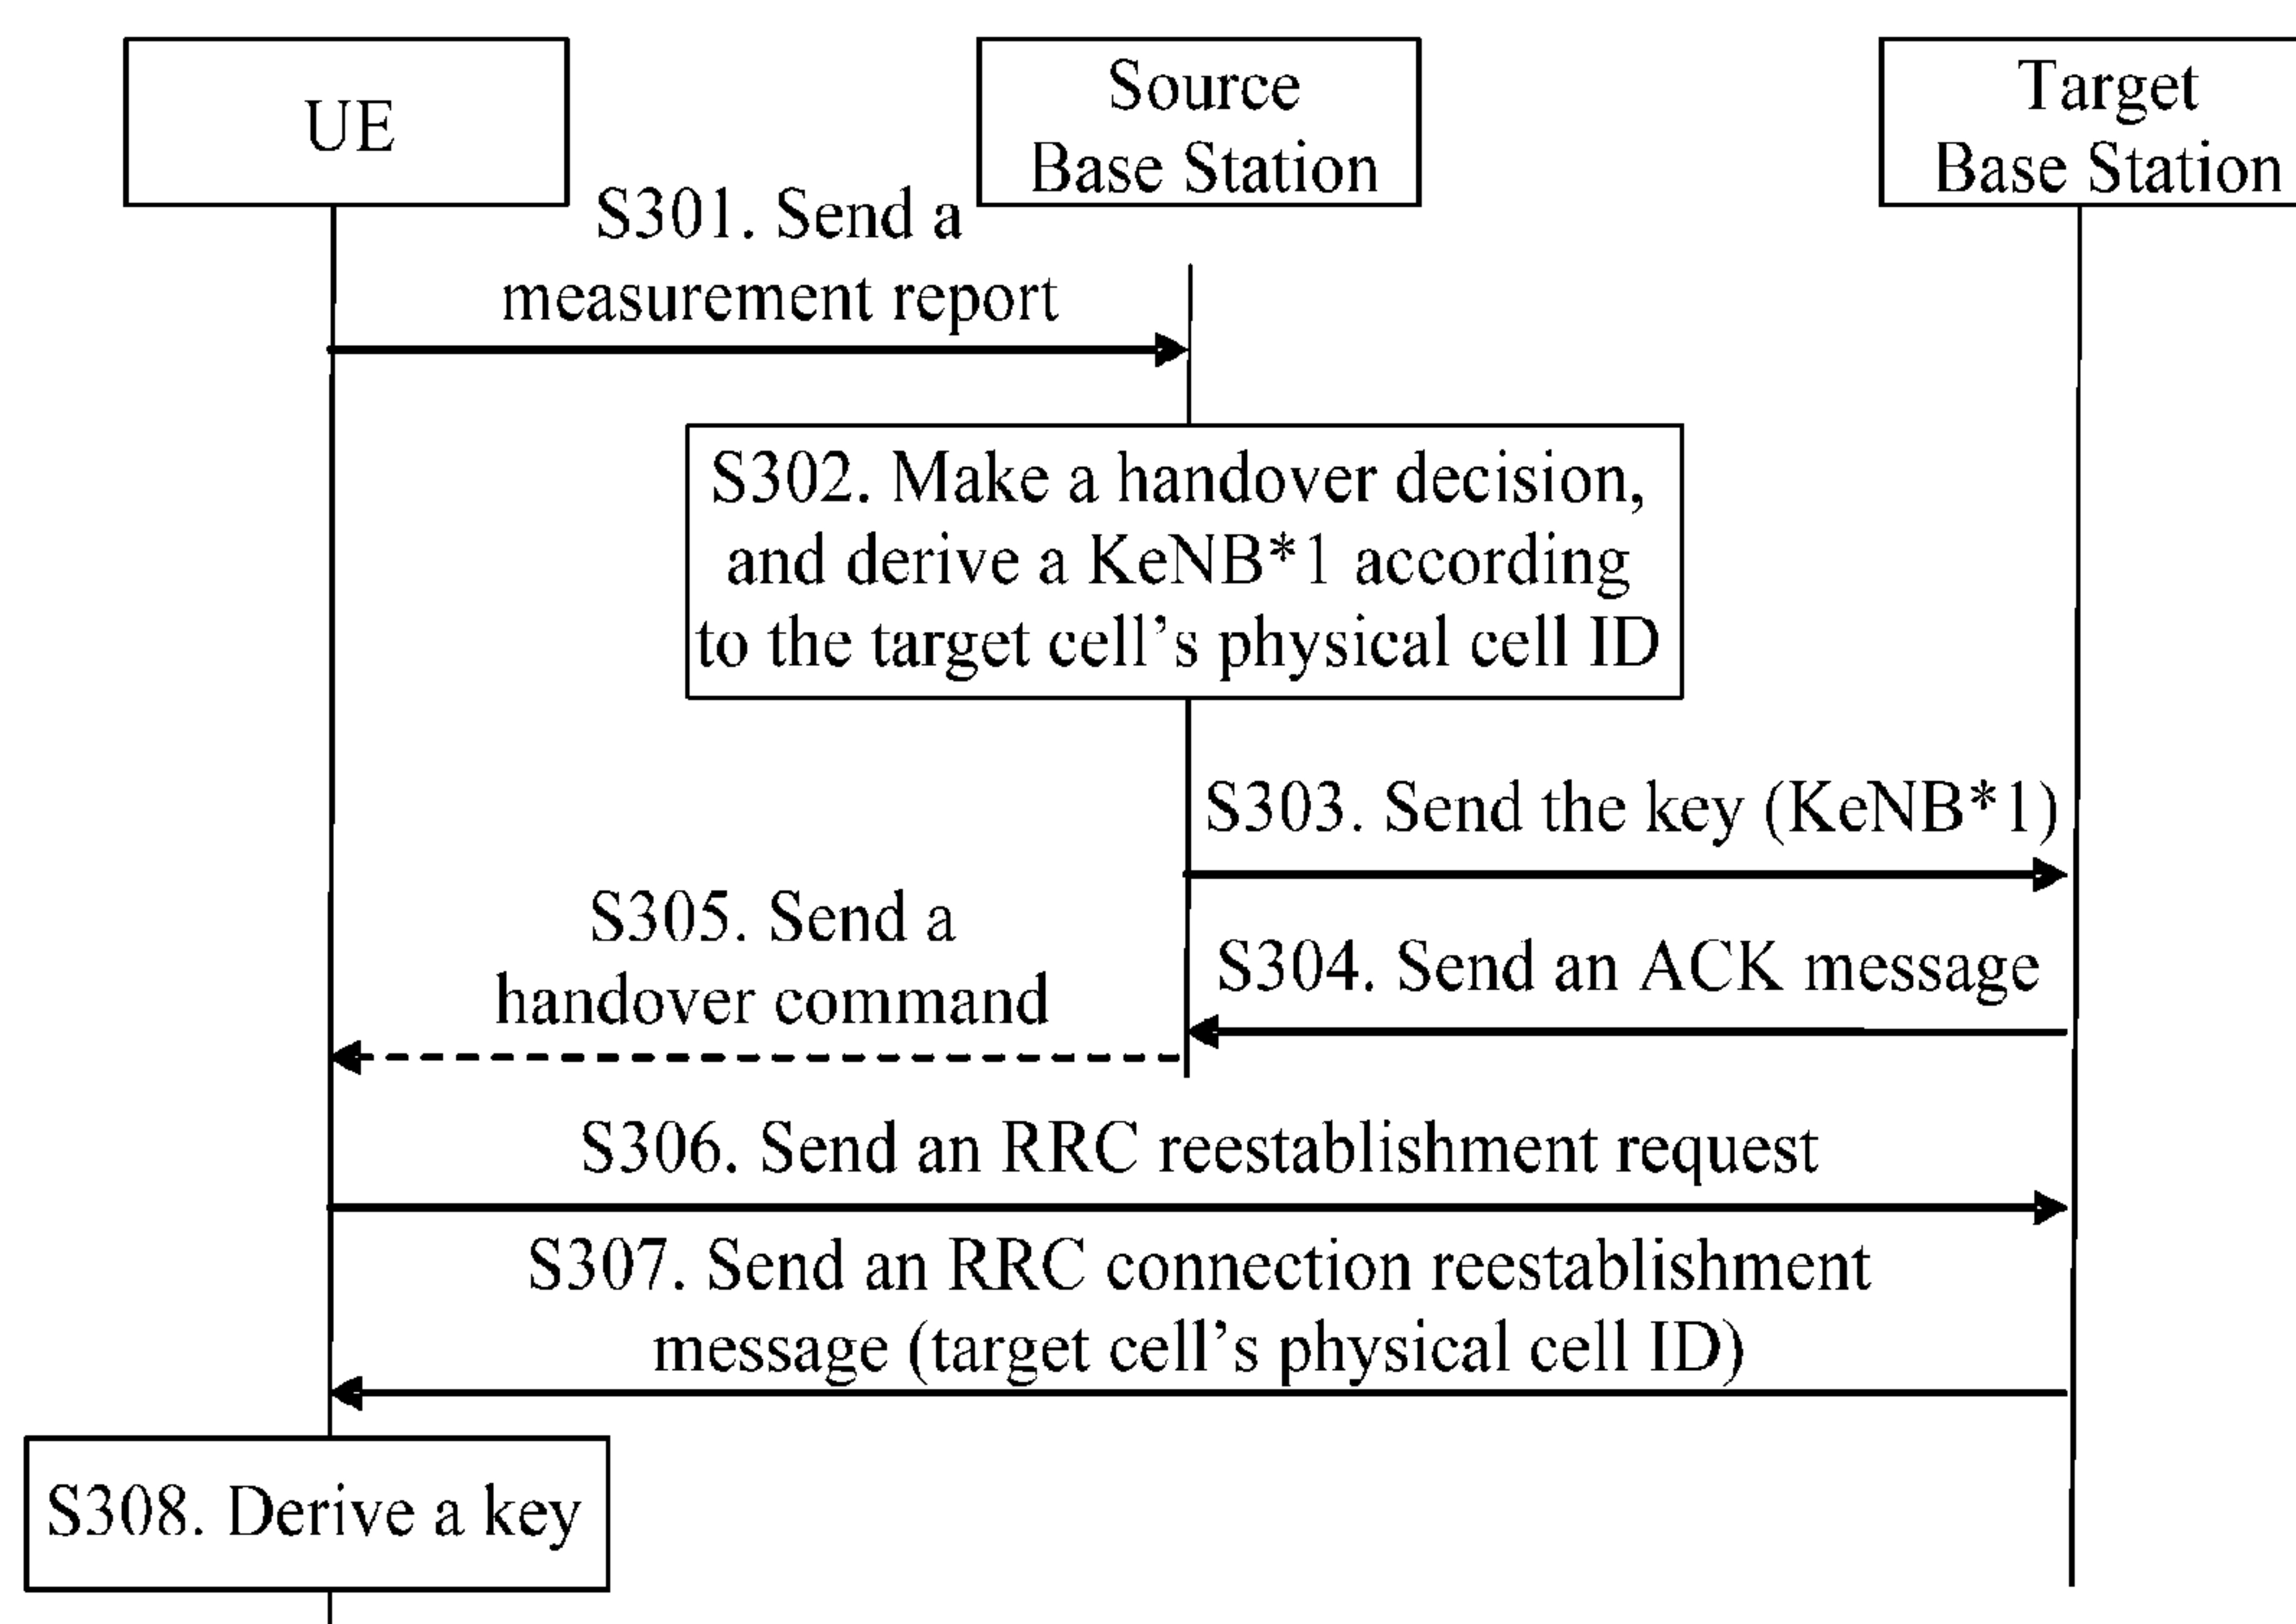 UE
Source
Base Station
Target
Base Station
S301. Send a
measurement report
S302. Make a handover decision,
and derive a KeNB*1 according
to the target cell’s physical cell ID
S303. Send the key (KeNB*1)
S304. Send an ACK message
S305. Send a
handover command
S306. Send an RRC reestablishment request
S307. Send an RRC connection reestablishment
message (target cell’s physical cell ID)
S308. Derive a key